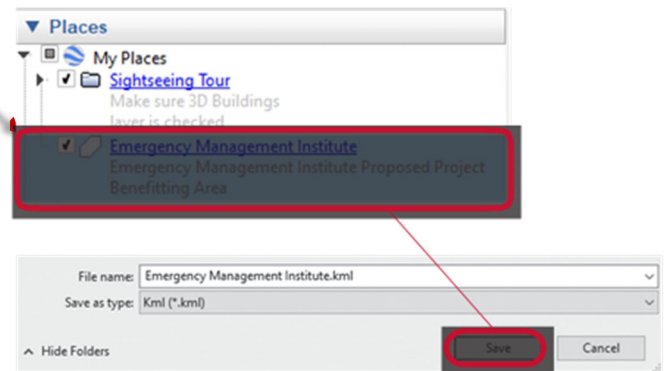 Places
My Places
Sightseeing Tour
Make sure 3D Buildings
layer is checked
Emergency Management Institute
Emergency Management Institute Proposed Project
Benefitting Area
File name: Emergency Management Institute.kml
Save as type: Kml (*.kml)
Hide Folders Save Cancel